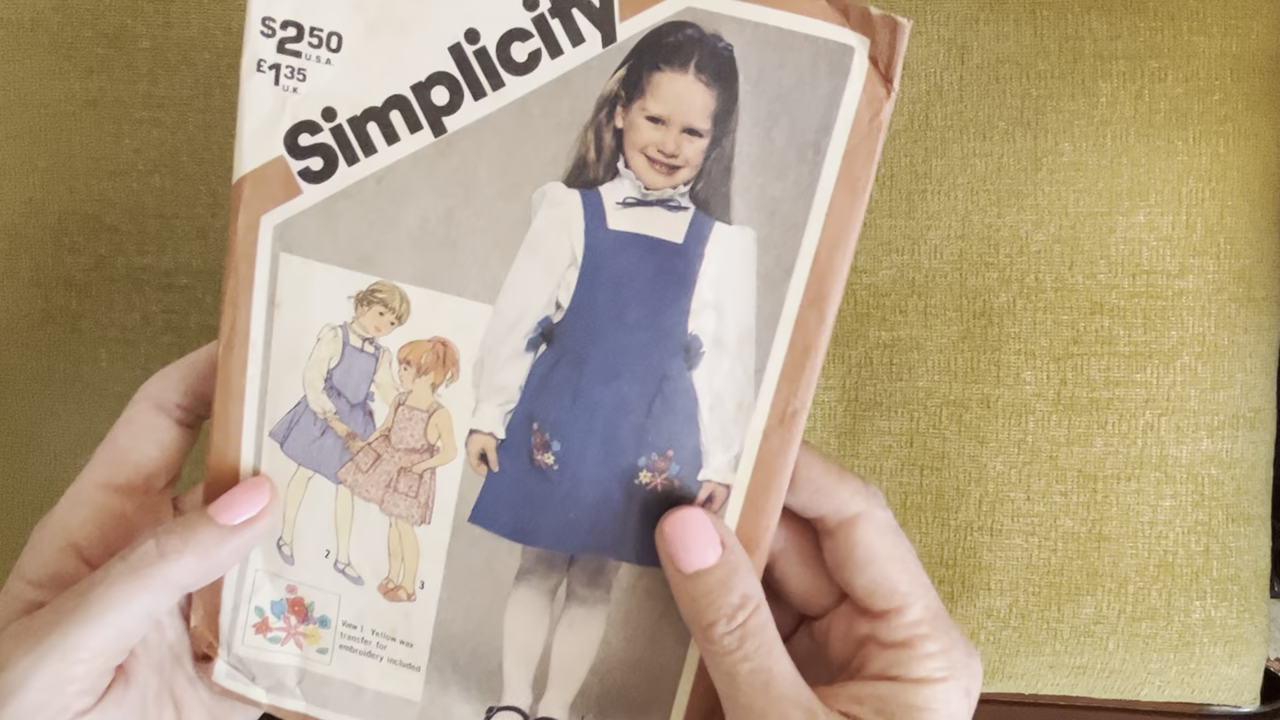 $2.50
U.S.A.
£1.35
U.K.
Simplicity
2
3
View 1 Yellow wax
transfer for
embroidery included